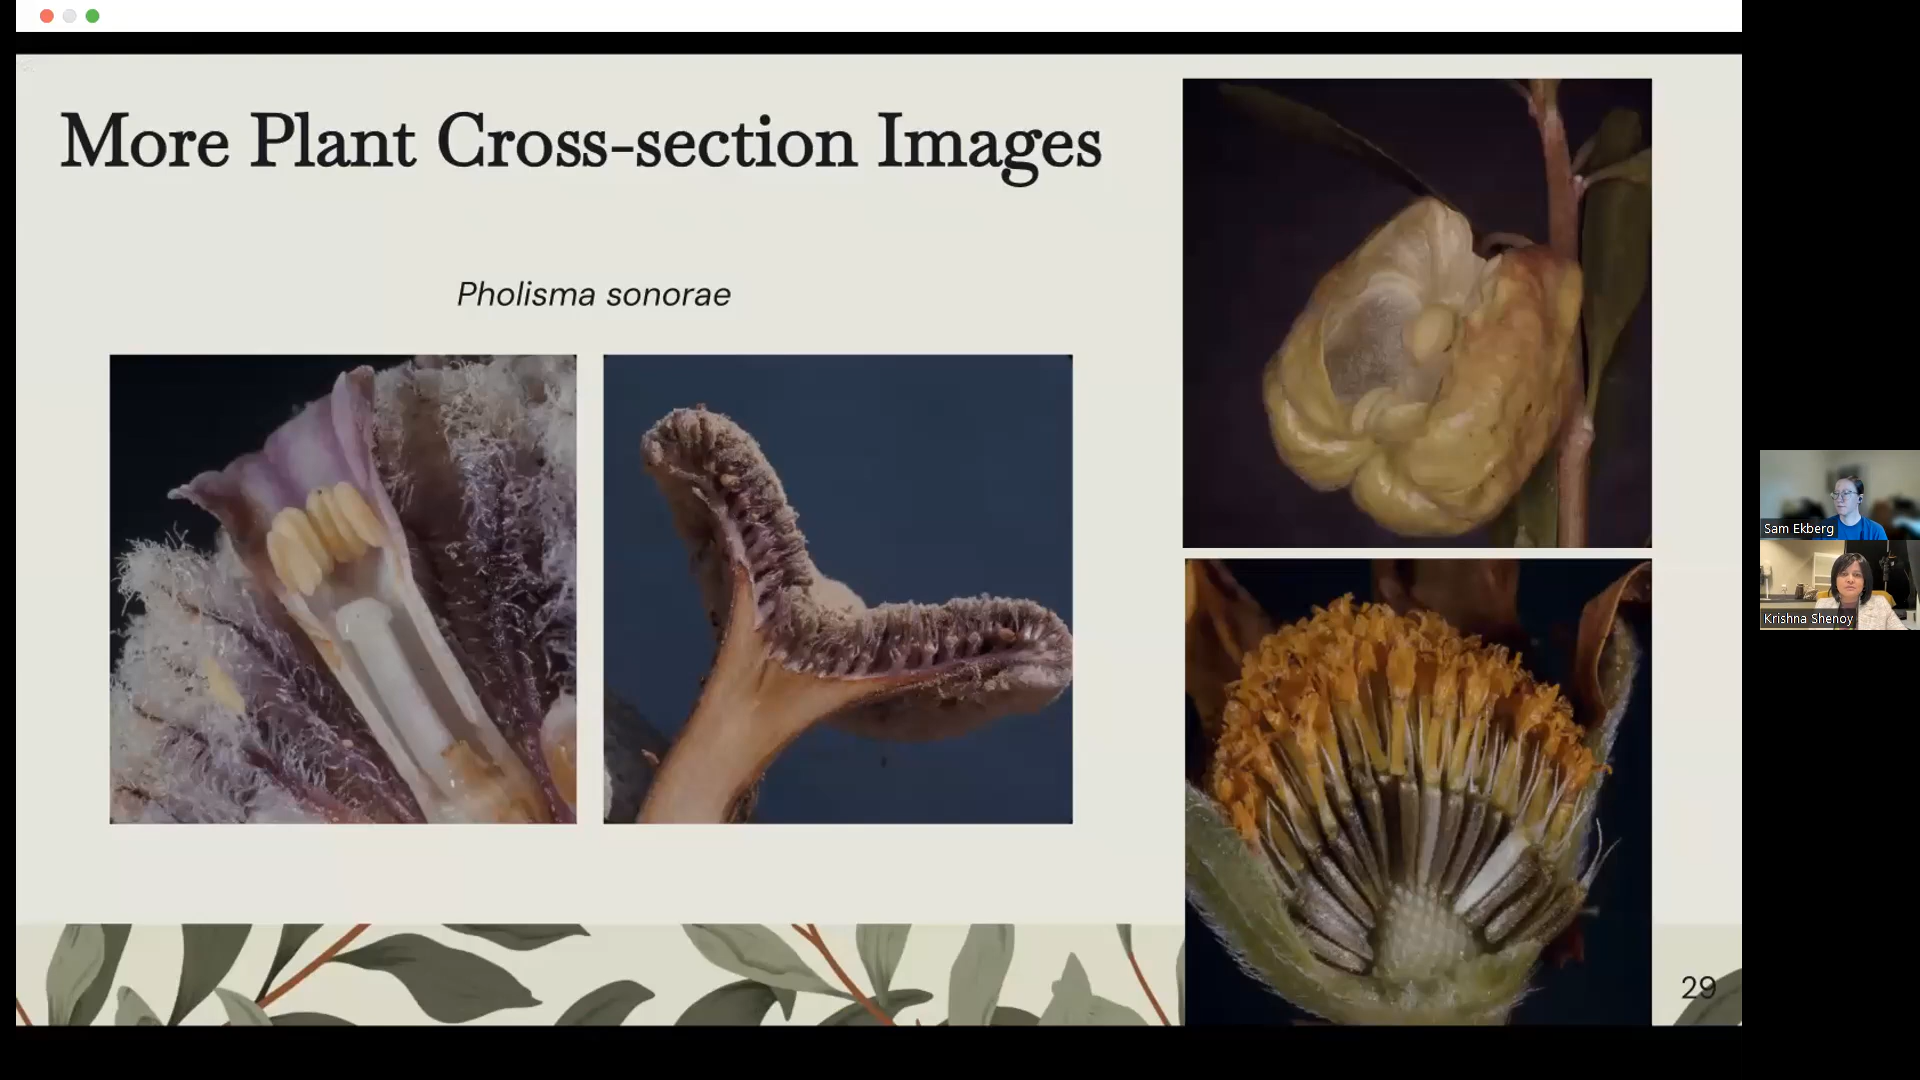 More Plant Cross-section Images
Pholisma sonorae
29
Sam Ekberg
Krishna Shenoy